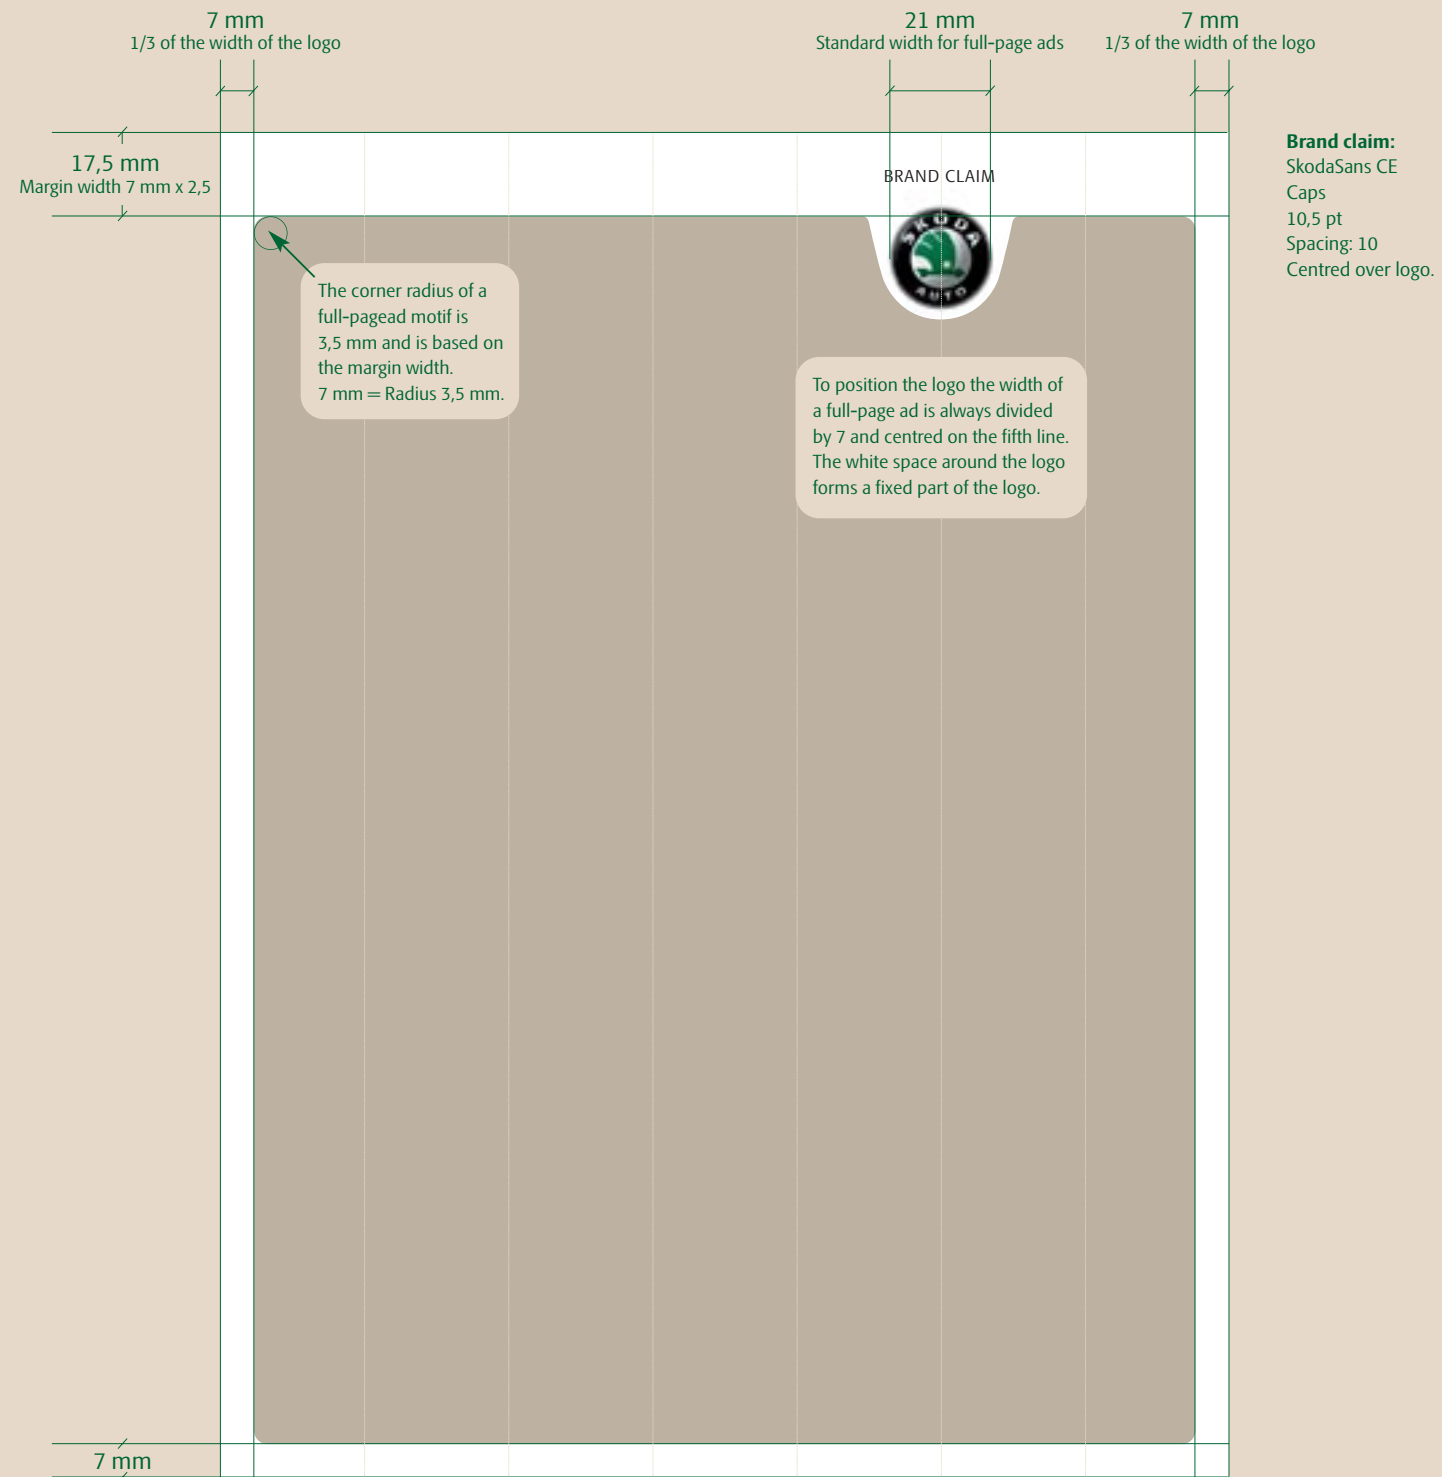 7 mm
1/3 of the width of the logo
21 mm
Standard width for full-page ads
7 mm
1/3 of the width of the logo
17,5 mm
Margin width 7 mm x 2,5
BRAND CLAIM
SKODA
AUTO
Brand claim:
SkodaSans CE
Caps
10,5 pt
Spacing: 10
Centred over logo.
The corner radius of a
full-pagead motif is
3,5 mm and is based on
the margin width.
7 mm = Radius 3,5 mm.
To position the logo the width of
a full-page ad is always divided
by 7 and centred on the fifth line.
The white space around the logo
forms a fixed part of the logo.
7 mm